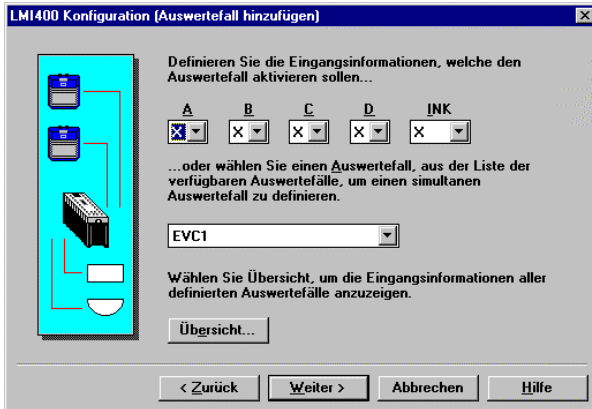 LMI400 Konfiguration (Auswertefall hinzufügen)
Definieren Sie die Eingangsinformationen, welche den
Auswertefall aktivieren sollen...
A B C D INK
X X X X X
...oder wählen Sie einen Auswertefall, aus der Liste der
verfügbaren Auswertefälle, um einen simultanen
Auswertefall zu definieren.
EVC1
Wählen Sie Übersicht, um die Eingangsinformationen aller
definierten Auswertefälle anzuzeigen.
Übersicht...
< Zurück Weiter > Abbrechen Hilfe